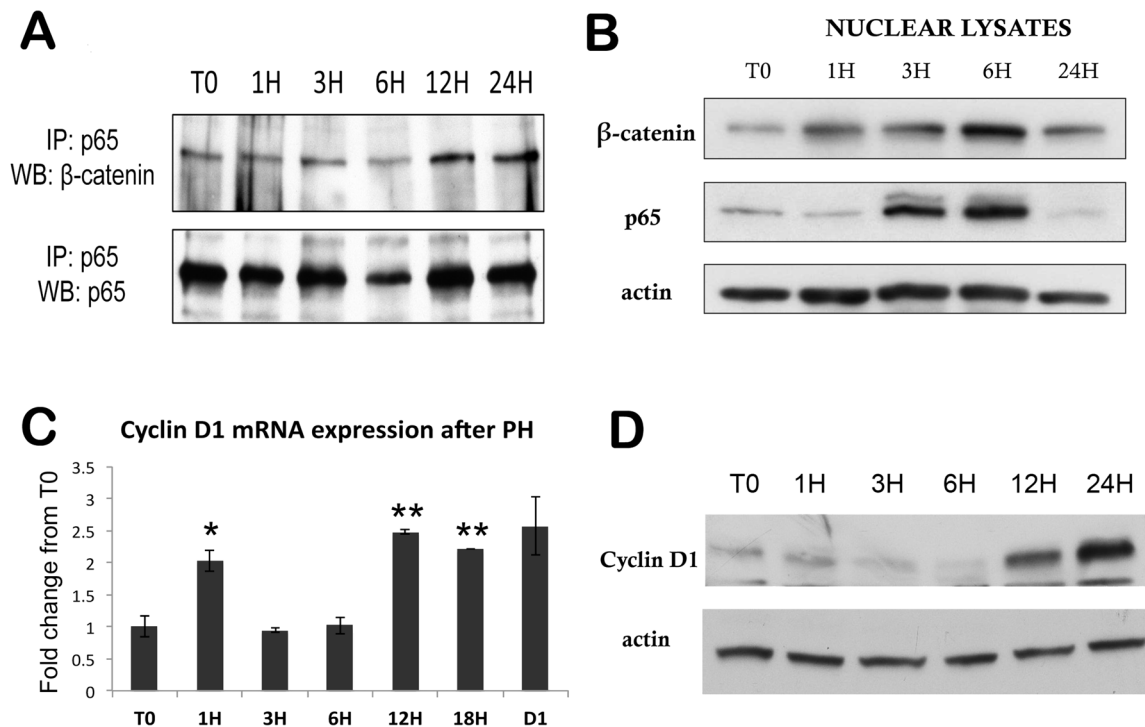 A
T0 1H 3H 6H 12H 24H
IP: p65
WB: β-catenin
IP: p65
WB: p65
B
NUCLEAR LYSATES
T0 1H 3H 6H 24H
β-catenin
p65
actin
C
Cyclin D1 mRNA expression after PH
Fold change from T0
3.5
3
2.5
2
1.5
1
0.5
0
* ** **
T0 1H 3H 6H 12H 18H D1
D
T0 1H 3H 6H 12H 24H
Cyclin D1
actin